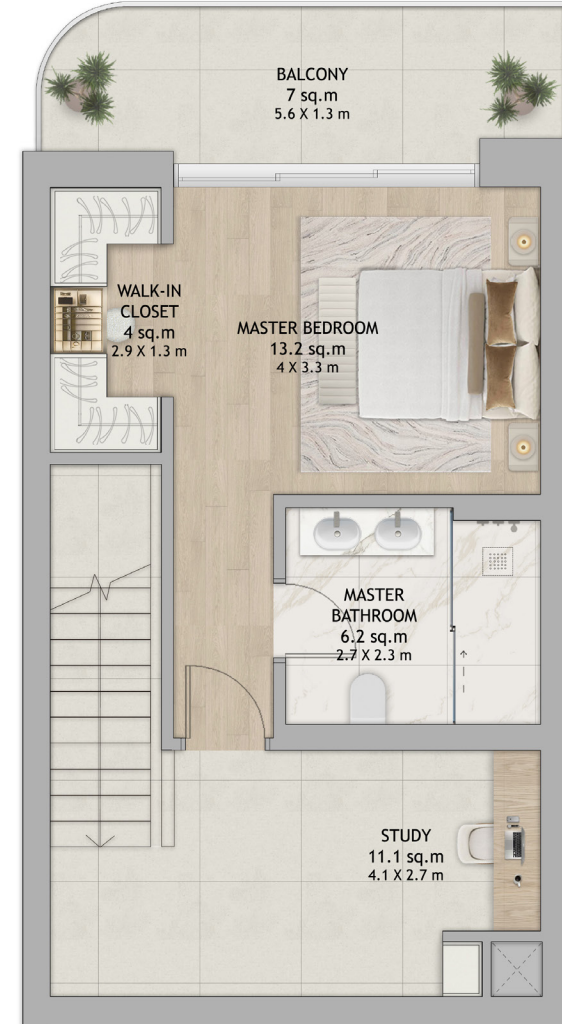 BALCONY
7 sq.m
5.6 X 1.3 m
WALK-IN
CLOSET
4 sq.m
2.9 X 1.3 m
MASTER BEDROOM
13.2 sq.m
4 X 3.3 m
MASTER
BATHROOM
6.2 sq.m
2.7 X 2.3 m
STUDY
11.1 sq.m
4.1 X 2.7 m